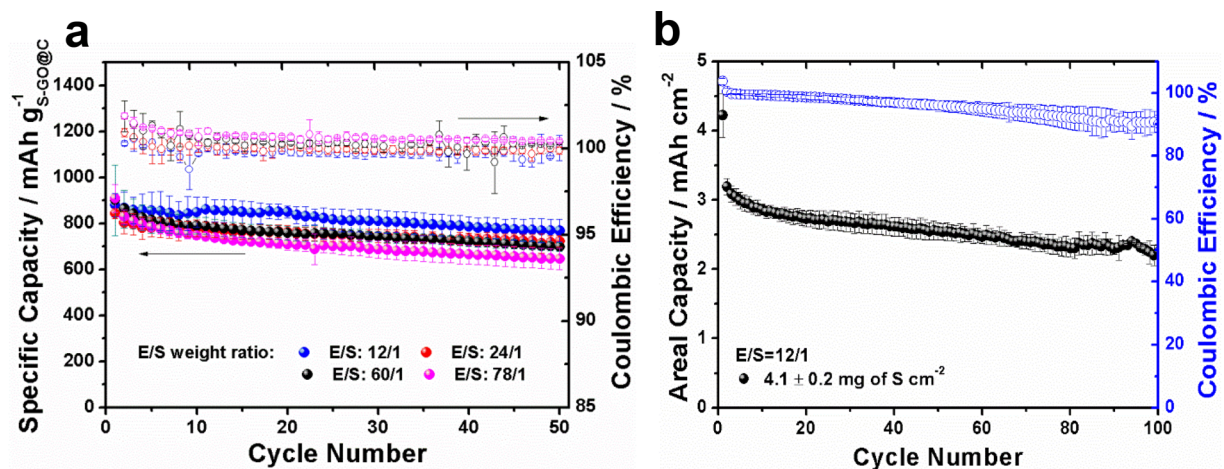 a
Specific Capacity / mAh g⁻¹ S-GO@C
1400
1200
1000
800
600
400
200
0
0 10 20 30 40 50
Cycle Number
105
100
95
90
85
Coulombic Efficiency / %
E/S weight ratio: E/S: 12/1 E/S: 24/1
E/S: 60/1 E/S: 78/1
b
Areal Capacity / mAh cm⁻²
5
4
3
2
1
0
0 20 40 60 80 100
Cycle Number
100
80
60
40
20
0
Coulombic Efficiency / %
E/S=12/1
4.1 ± 0.2 mg of S cm⁻²